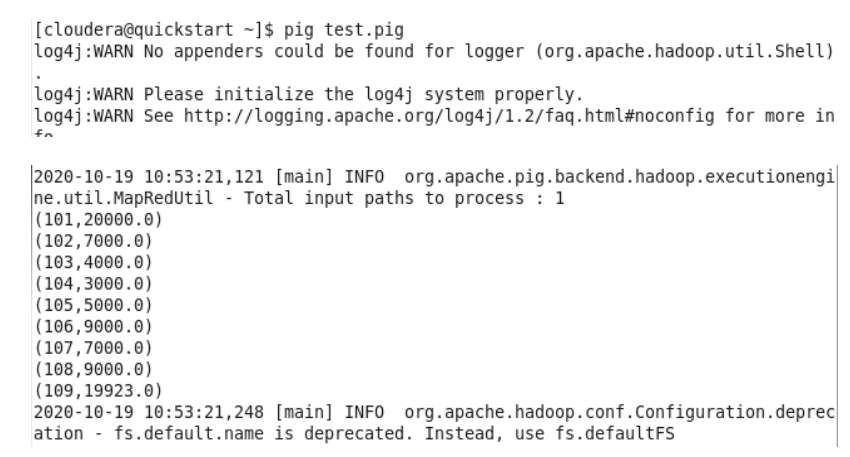 [cloudera@quickstart ~]$ pig test.pig
log4j:WARN No appenders could be found for logger (org.apache.hadoop.util.Shell)
.
log4j:WARN Please initialize the log4j system properly.
log4j:WARN See http://logging.apache.org/log4j/1.2/faq.html#noconfig for more in
fo
2020-10-19 10:53:21,121 [main] INFO  org.apache.pig.backend.hadoop.executionengi
ne.util.MapRedUtil - Total input paths to process : 1
(101,20000.0)
(102,7000.0)
(103,4000.0)
(104,3000.0)
(105,5000.0)
(106,9000.0)
(107,7000.0)
(108,9000.0)
(109,19923.0)
2020-10-19 10:53:21,248 [main] INFO  org.apache.hadoop.conf.Configuration.deprec
ation - fs.default.name is deprecated. Instead, use fs.defaultFS